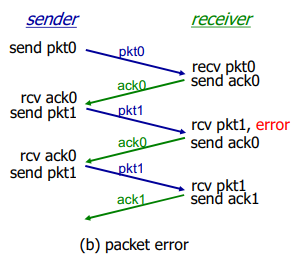 sender
receiver
send pkt0
pkt0
recv pkt0
send ack0
ack0
rcv ack0
send pkt1
pkt1
rcv pkt1, error
send ack0
ack0
rcv ack0
send pkt1
pkt1
rcv pkt1
send ack1
ack1
(b) packet error